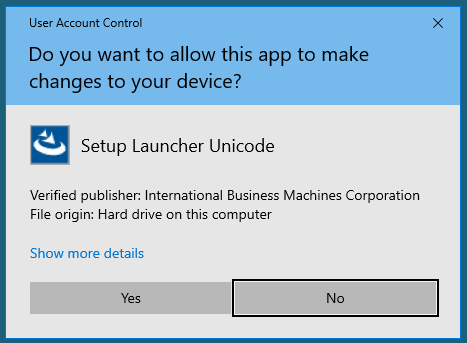 User Account Control
Do you want to allow this app to make
changes to your device?
Setup Launcher Unicode
Verified publisher: International Business Machines Corporation
File origin: Hard drive on this computer
Show more details
Yes
No